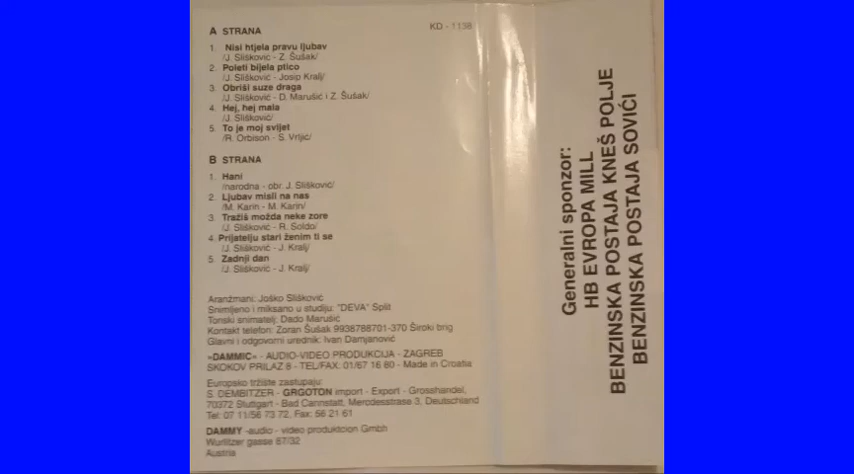 KD - 1138
A STRANA
1. Nisi htjela pravu ljubav
/J. Slišković - Z. Šušak/
2. Poleti bijela ptico
/J. Slišković - Josip Kralj/
3. Obriši suze draga
/J. Slišković - D. Marušić i Z. Šušak/
4. Hej, hej mala
/J. Slišković/
5. To je moj svijet
/R. Orbison - S. Vrljić/
B STRANA
1. Hani
/narodna - obr. J. Slišković/
2. Ljubav misli na nas
/M. Karin - M. Karin/
3. Tražiš možda neke zore
/J. Slišković - R. Soldo/
4. Prijatelju stari ženim ti se
/J. Slišković - J. Kralj/
5. Zadnji dan
/J. Slišković - J. Kralj/
Aranžmani: Joško Slišković
Snimljeno i miksano u studiju: "DEVA" Split
Tonski snimatelj: Dado Marušić
Kontakt telefon: Zoran Šušak 9938788701-370 Široki brig
Glavni i odgovorni urednik: Ivan Damjanović
»DAMMIC« - AUDIO-VIDEO PRODUKCIJA - ZAGREB
SKOKOV PRILAZ 8 - TEL/FAX: 01/67 16 80 - Made in Croatia
Europsko tržište zastupaju:
S. DEMBITZER - GRGOTON import - Export - Grosshandel,
70372 Stuttgart - Bad Cannstatt, Mercedesstrasa 3, Deutschland
Tel: 07 11/56 73 72, Fax: 56 21 61
DAMMY -audio - video produktcion Gmbh
Wurlitzer gasse 67/32
Austria
Generalni sponzor:
HB EVROPA MILL
BENZINSKA POSTAJA KNEŠ POLJE
BENZINSKA POSTAJA SOVIĆI